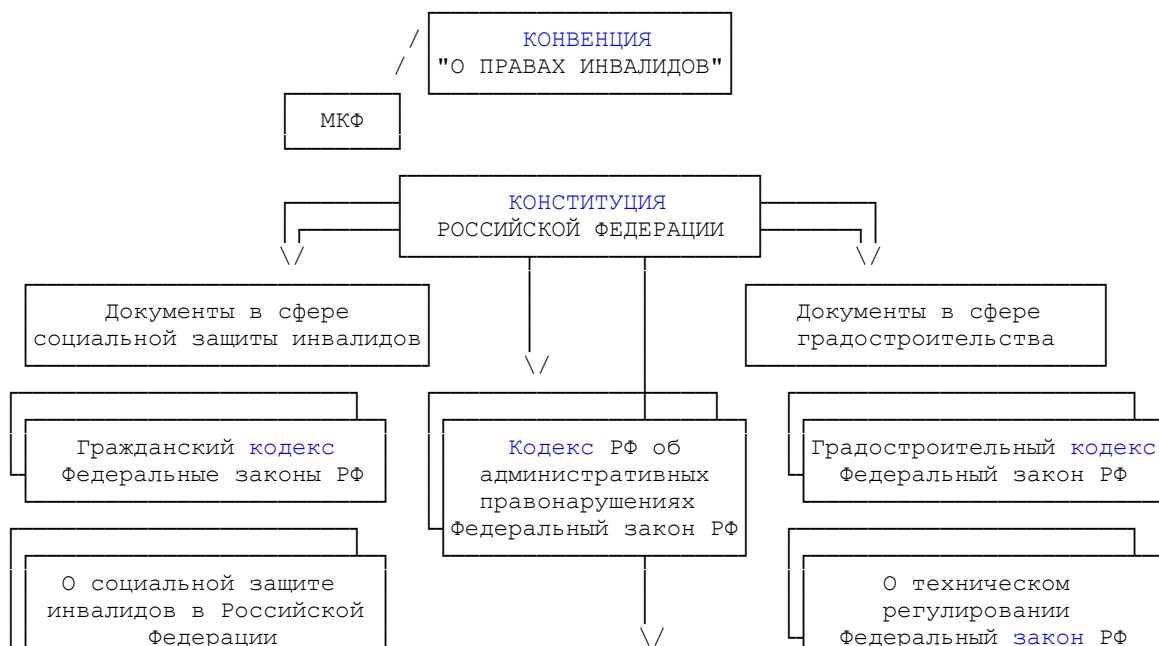 КОНВЕНЦИЯ
"О ПРАВАХ ИНВАЛИДОВ"
МКФ
КОНСТИТУЦИЯ
РОССИЙСКОЙ ФЕДЕРАЦИИ
Документы в сфере
социальной защиты инвалидов
Документы в сфере
градостроительства
Гражданский кодекс
Федеральные законы РФ
Кодекс РФ об
административных
правонарушениях
Федеральный закон РФ
Градостроительный кодекс
Федеральный закон РФ
О социальной защите
инвалидов в Российской
Федерации
О техническом
регулировании
Федеральный закон РФ